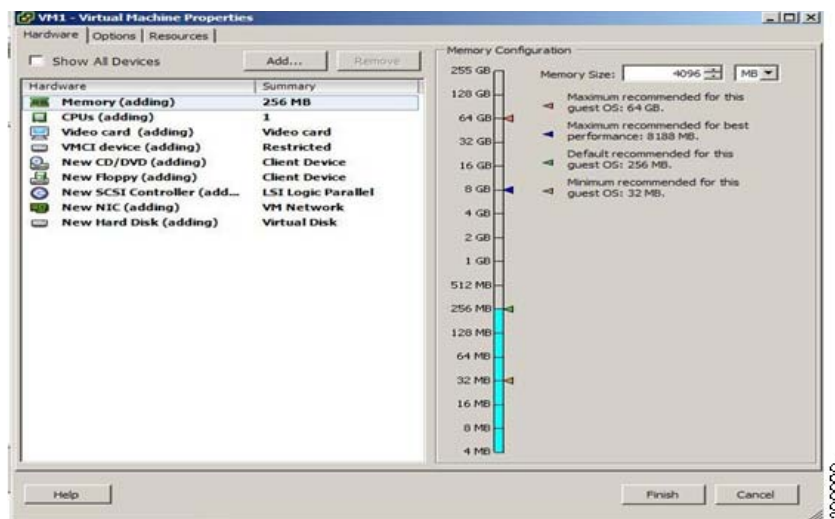 VM1 - Virtual Machine Properties
Hardware Options Resources
Show All Devices Add... Remove
Hardware Summary
Memory (adding) 256 MB
CPUs (adding) 1
Video card (adding) Video card
VMCI device (adding) Restricted
New CD/DVD (adding) Client Device
New Floppy (adding) Client Device
New SCSI Controller (add... LSI Logic Parallel
New NIC (adding) VM Network
New Hard Disk (adding) Virtual Disk
Memory Configuration
Memory Size: 4096 MB
255 GB
128 GB
64 GB
32 GB
16 GB
8 GB
4 GB
2 GB
1 GB
512 MB
256 MB
128 MB
64 MB
32 MB
16 MB
8 MB
4 MB
Maximum recommended for this
guest OS: 64 GB.
Maximum recommended for best
performance: 8188 MB.
Default recommended for this
guest OS: 256 MB.
Minimum recommended for this
guest OS: 32 MB.
Help Finish Cancel